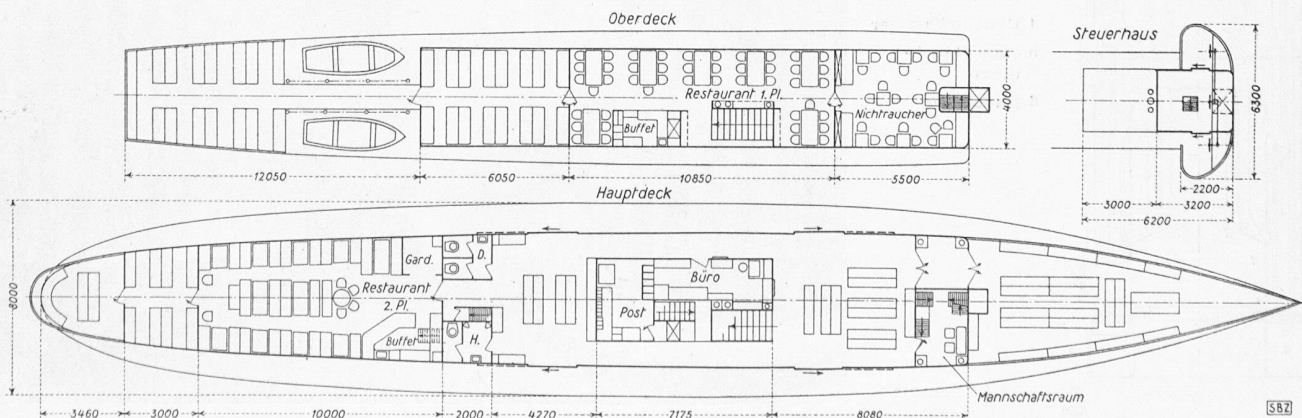 Oberdeck
Steuerhaus
Restaurant 1. Pl.
Buffet
Nichtraucher
4000
6300
12050
6050
10850
5500
2200
3000
3200
6200
Hauptdeck
8000
Gard.
D.
Restaurant
2. Pl.
Buffet
H.
Post
Büro
Mannschaftsraum
3460
3000
10000
2000
4270
7175
8080
SBZ